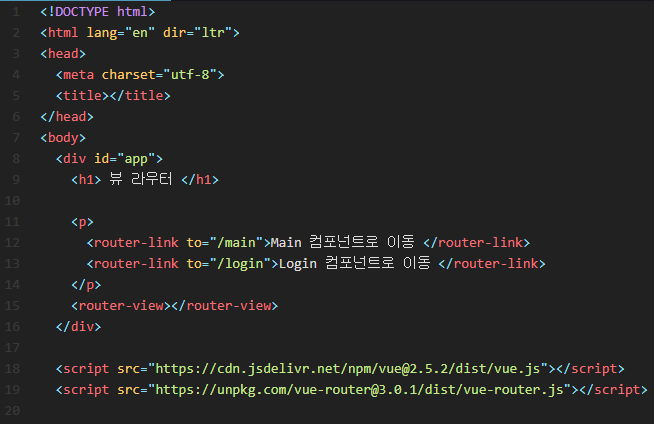 1 <!DOCTYPE html>
2 <html lang="en" dir="ltr">
3 <head>
4 <meta charset="utf-8">
5 <title></title>
6 </head>
7 <body>
8 <div id="app">
9 <h1> 뷰 라우터 </h1>
10
11 <p>
12 <router-link to="/main">Main 컴포넌트로 이동 </router-link>
13 <router-link to="/login">Login 컴포넌트로 이동 </router-link>
14 </p>
15 <router-view></router-view>
16 </div>
17
18 <script src="https://cdn.jsdelivr.net/npm/vue@2.5.2/dist/vue.js"></script>
19 <script src="https://unpkg.com/vue-router@3.0.1/dist/vue-router.js"></script>
20